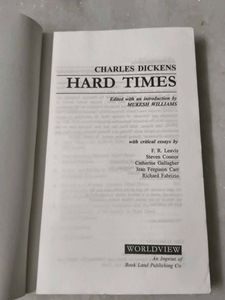 CHARLES DICKENS
HARD TIMES
Edited with an introduction by
MUKESH WILLIAMS
with critical essays by
F. R. Leavis
Steven Connor
Catherine Gallagher
Jean Ferguson Carr
Richard Fabrizio
WORLDVIEW
An Imprint of
Book Land Publishing Co.